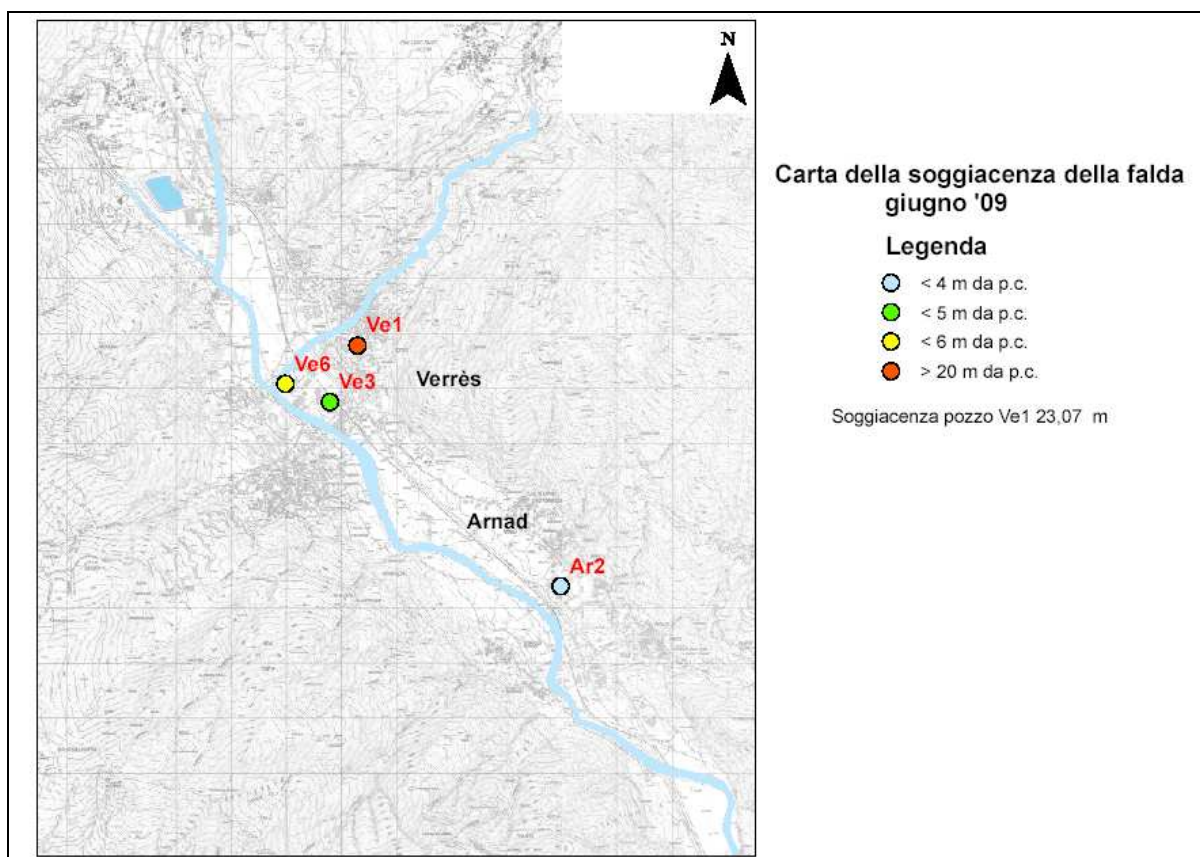 N
Carta della soggiacenza della falda
giugno '09
Legenda
< 4 m da p.c.
< 5 m da p.c.
< 6 m da p.c.
> 20 m da p.c.
Soggiacenza pozzo Ve1 23,07 m
Ve1
Ve6
Ve3
Verrès
Arnad
Ar2